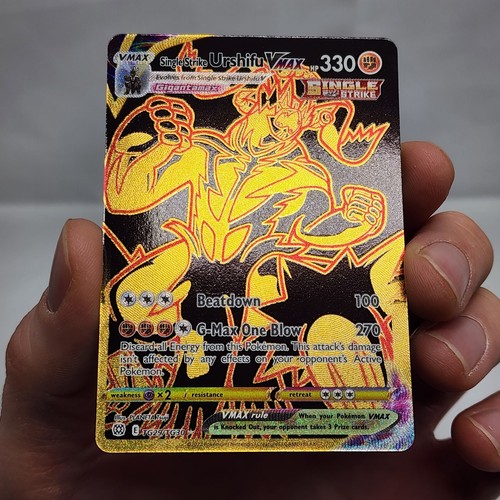 VMAX Single Strike Urshifu VMAX HP 330
Evolves from Single Strike Urshifu V
Gigantamax
SINGLE STRIKE
Beatdown 100
G-Max One Blow 270
Discard all Energy from this Pokémon. This attack's damage
isn't affected by any effects on your opponent's Active
Pokémon.
weakness ×2 resistance retreat
VMAX rule When your Pokémon VMAX
is Knocked Out, your opponent takes 3 Prize cards.
E TG29/TG30